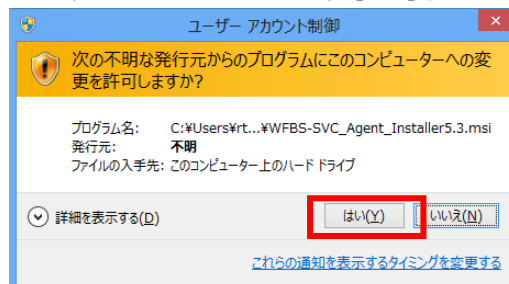 ユーザー アカウント制御
次の不明な発行元からのプログラムにこのコンピューターへの変
更を許可しますか?
プログラム名: C:¥Users¥rt...¥WFBS-SVC_Agent_Installer5.3.msi
発行元: 不明
ファイルの入手先: このコンピューター上のハード ドライブ
詳細を表示する(D) はい(Y) いいえ(N)
これらの通知を表示するタイミングを変更する